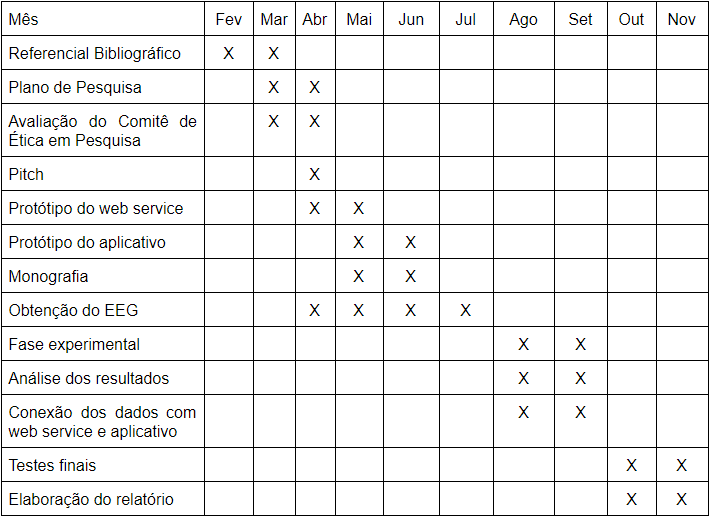 Mês Fev Mar Abr Mai Jun Jul Ago Set Out Nov
Referencial Bibliográfico X X
Plano de Pesquisa X X
Avaliação do Comitê de
Ética em Pesquisa X X
Pitch X
Protótipo do web service X X
Protótipo do aplicativo X X
Monografia X X
Obtenção do EEG X X X X
Fase experimental X X
Análise dos resultados X X
Conexão dos dados com
web service e aplicativo X X
Testes finais X X
Elaboração do relatório X X